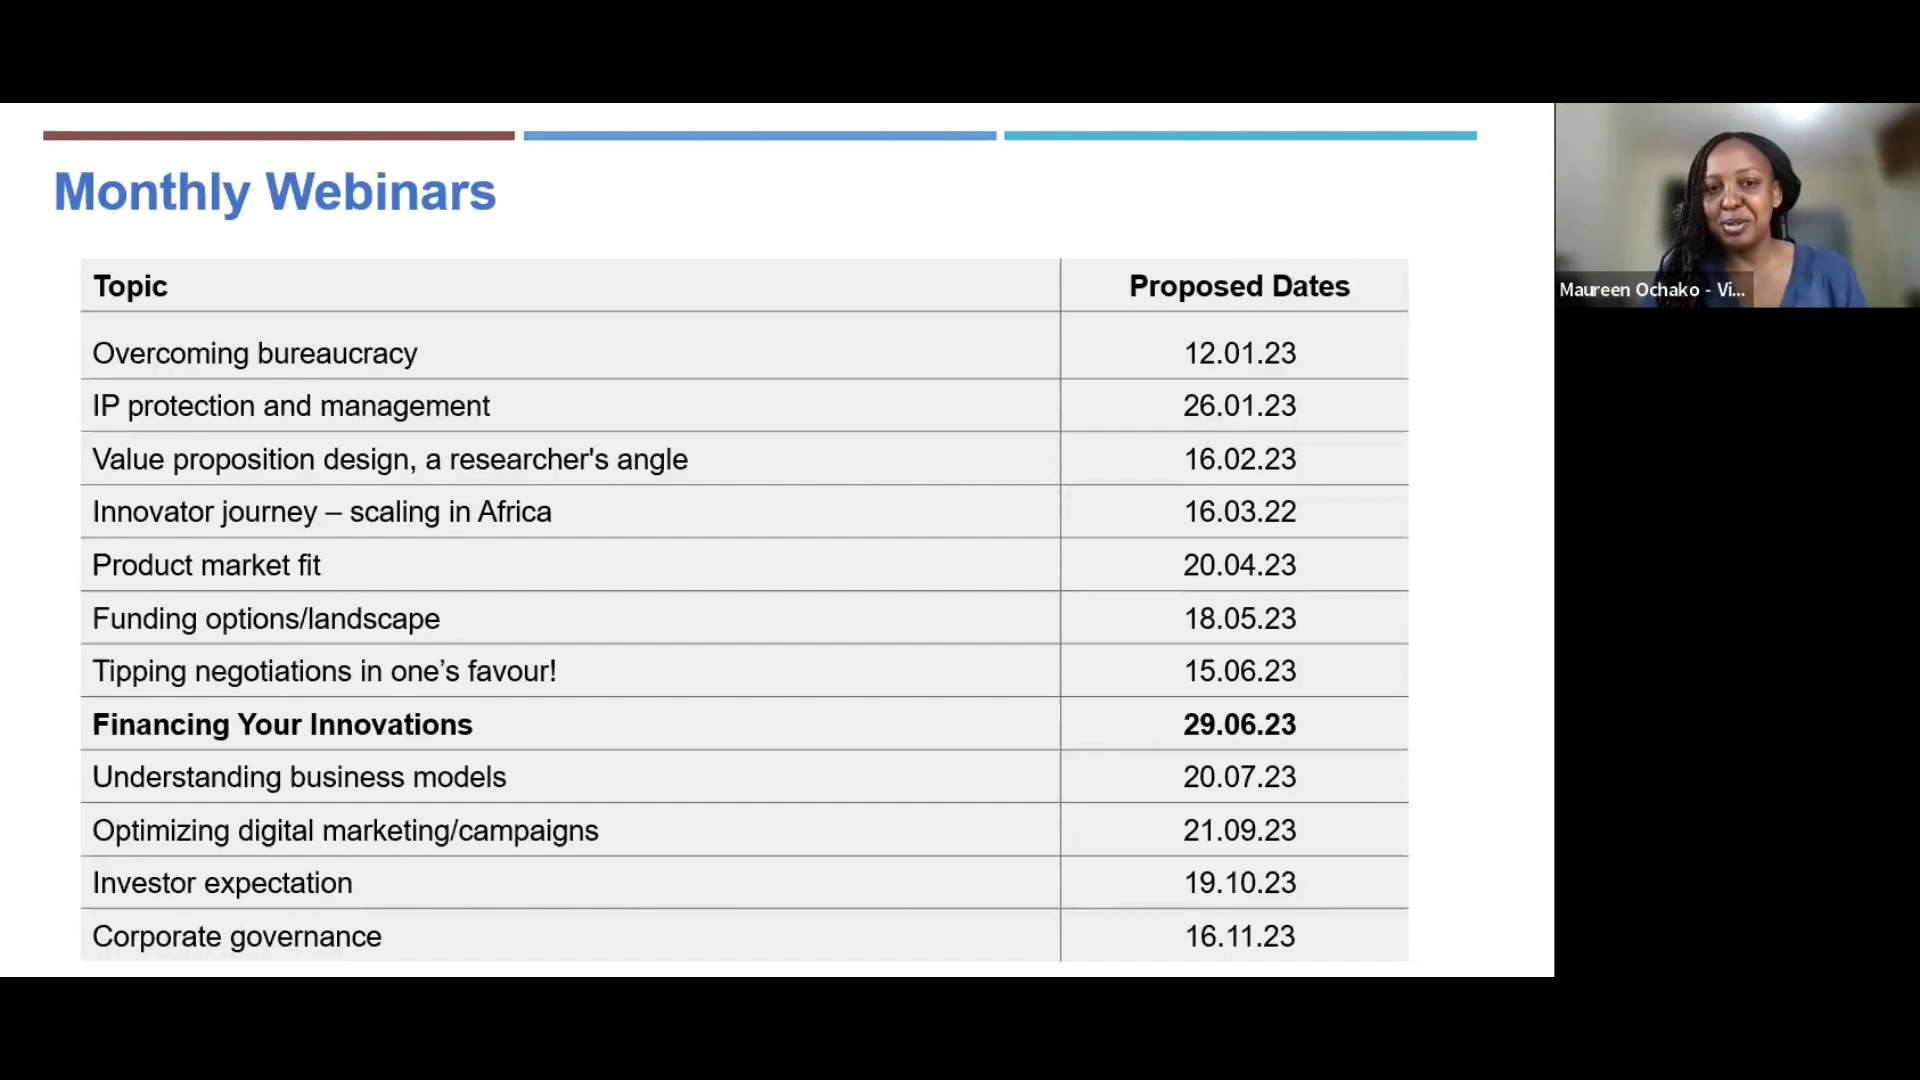 Monthly Webinars
Topic Proposed Dates
Overcoming bureaucracy 12.01.23
IP protection and management 26.01.23
Value proposition design, a researcher's angle 16.02.23
Innovator journey – scaling in Africa 16.03.22
Product market fit 20.04.23
Funding options/landscape 18.05.23
Tipping negotiations in one’s favour! 15.06.23
Financing Your Innovations 29.06.23
Understanding business models 20.07.23
Optimizing digital marketing/campaigns 21.09.23
Investor expectation 19.10.23
Corporate governance 16.11.23
Maureen Ochako - Vi...